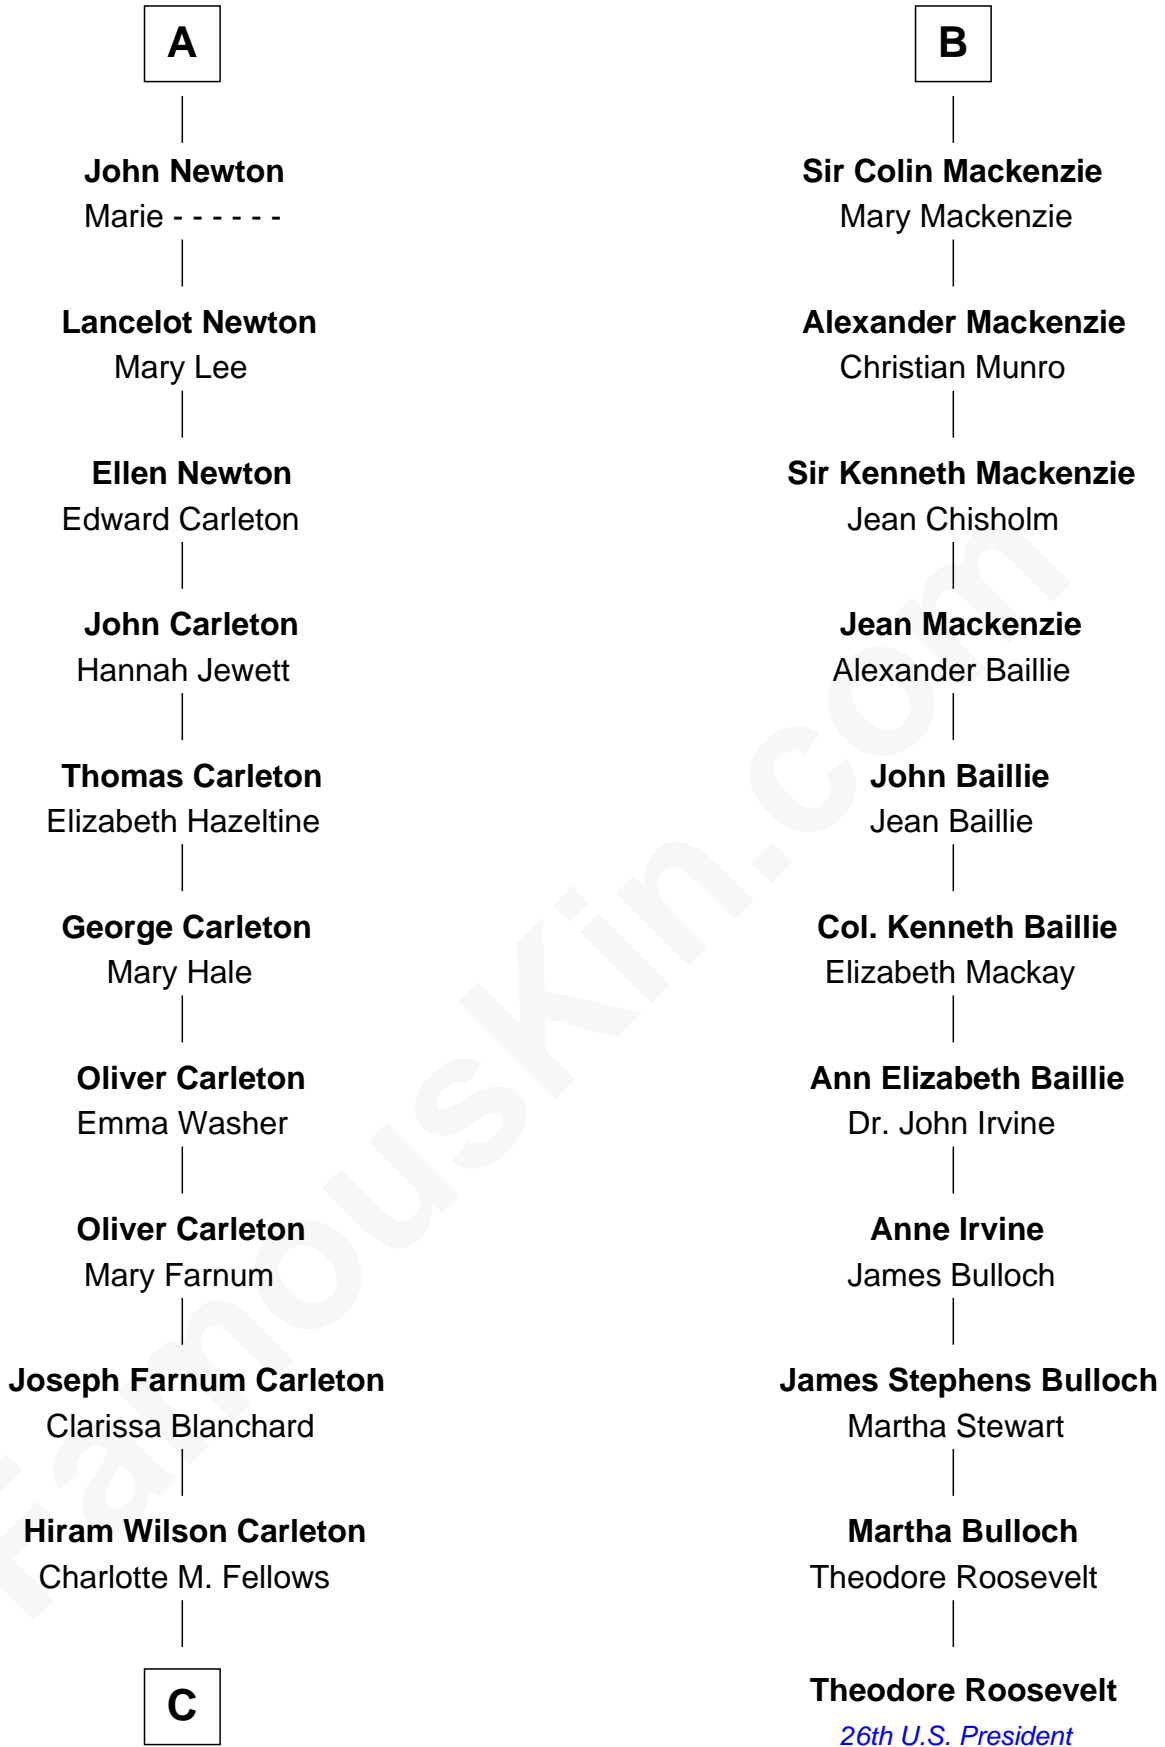 A
John Newton
Marie - - - - - -
Lancelot Newton
Mary Lee
Ellen Newton
Edward Carleton
John Carleton
Hannah Jewett
Thomas Carleton
Elizabeth Hazeltine
George Carleton
Mary Hale
Oliver Carleton
Emma Washer
Oliver Carleton
Mary Farnum
Joseph Farnum Carleton
Clarissa Blanchard
Hiram Wilson Carleton
Charlotte M. Fellows
C
B
Sir Colin Mackenzie
Mary Mackenzie
Alexander Mackenzie
Christian Munro
Sir Kenneth Mackenzie
Jean Chisholm
Jean Mackenzie
Alexander Baillie
John Baillie
Jean Baillie
Col. Kenneth Baillie
Elizabeth Mackay
Ann Elizabeth Baillie
Dr. John Irvine
Anne Irvine
James Bulloch
James Stephens Bulloch
Martha Stewart
Martha Bulloch
Theodore Roosevelt
Theodore Roosevelt
26th U.S. President
FamousKin.com